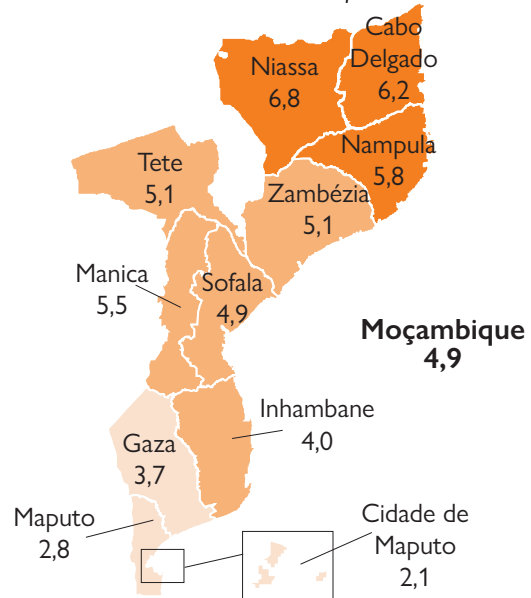 Cabo
Delgado
6,2
Niassa
6,8
Nampula
5,8
Tete
5,1
Zambézia
5,1
Manica
5,5
Sofala
4,9
Moçambique
4,9
Inhambane
4,0
Gaza
3,7
Maputo
2,8
Cidade de
Maputo
2,1